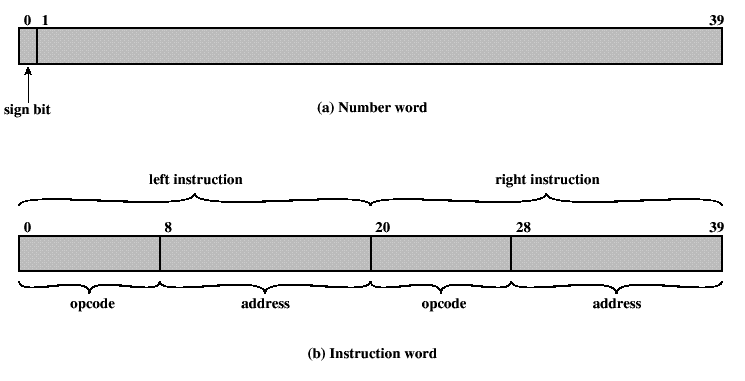 0 1 39
sign bit
(a) Number word
left instruction right instruction
0 8 20 28 39
opcode address opcode address
(b) Instruction word